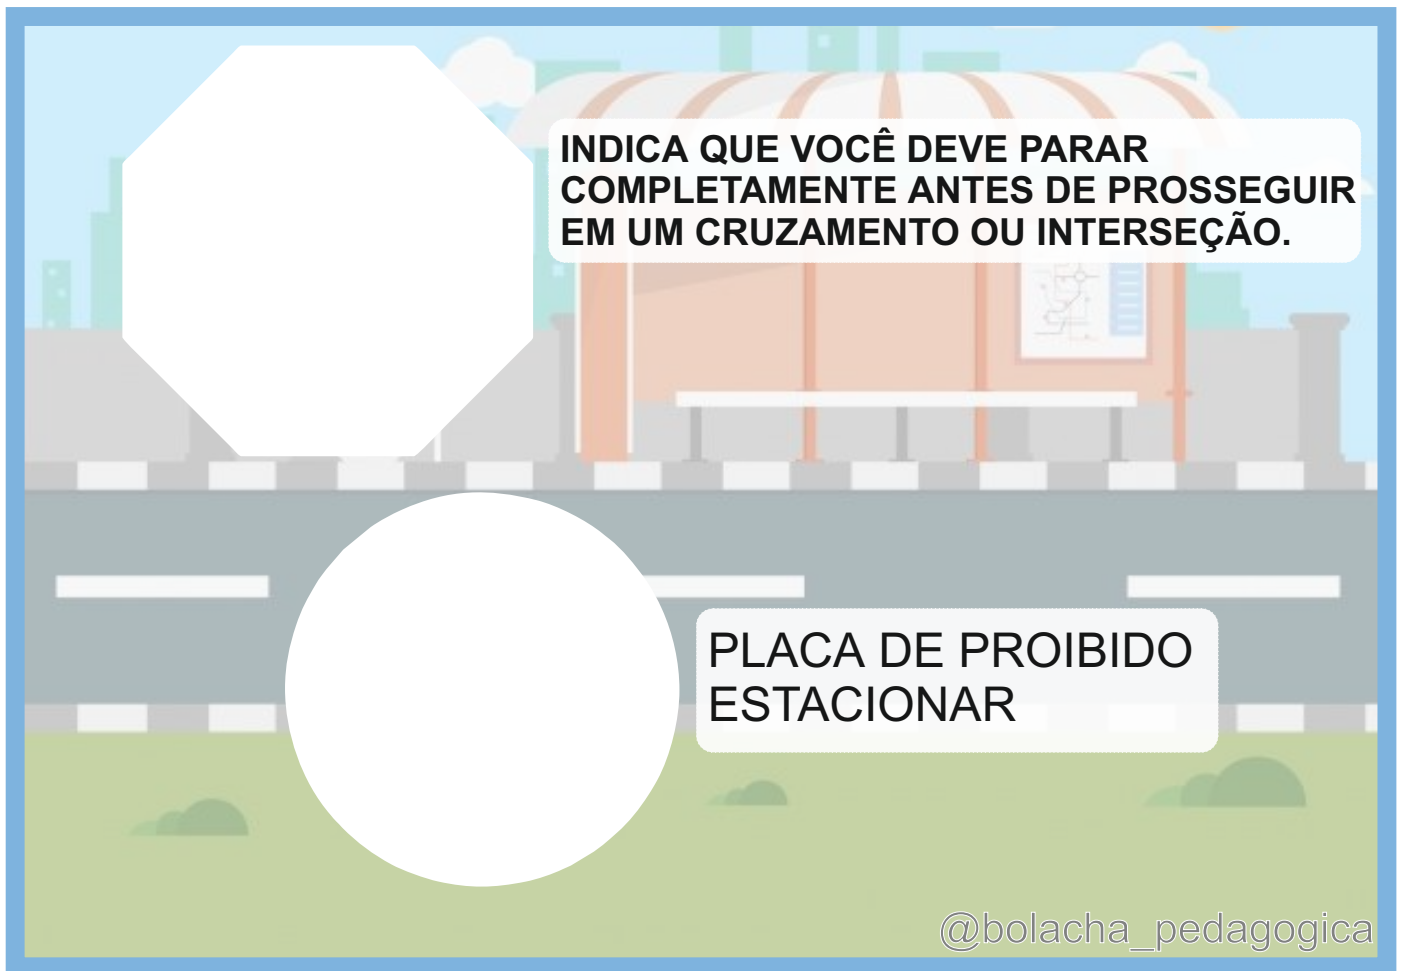 INDICA QUE VOCÊ DEVE PARAR
COMPLETAMENTE ANTES DE PROSSEGUIR
EM UM CRUZAMENTO OU INTERSEÇÃO.
PLACA DE PROIBIDO
ESTACIONAR
@bolacha_pedagogica